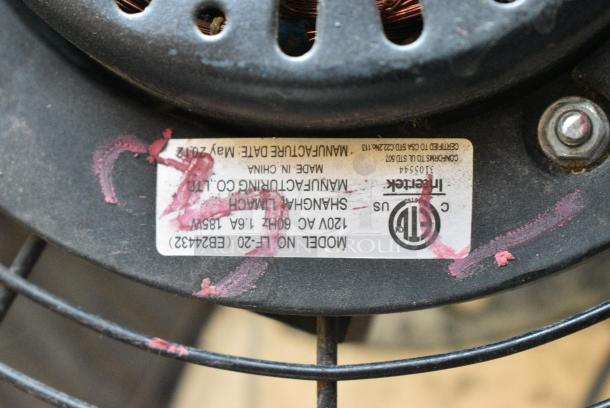 MODEL NO.:LF-20 (EB24432)
120V AC 60Hz 1.6A 185W
SHANGHAI LIMACH
MANUFACTURING CO., LTD.
MADE IN CHINA
MANUFACTURE DATE: May 2012
ETL
C US
Intertek
3105544
CONFORMS TO UL STD.507
CERTIFIED TO CSA STD.C22.2No.113
GROUP